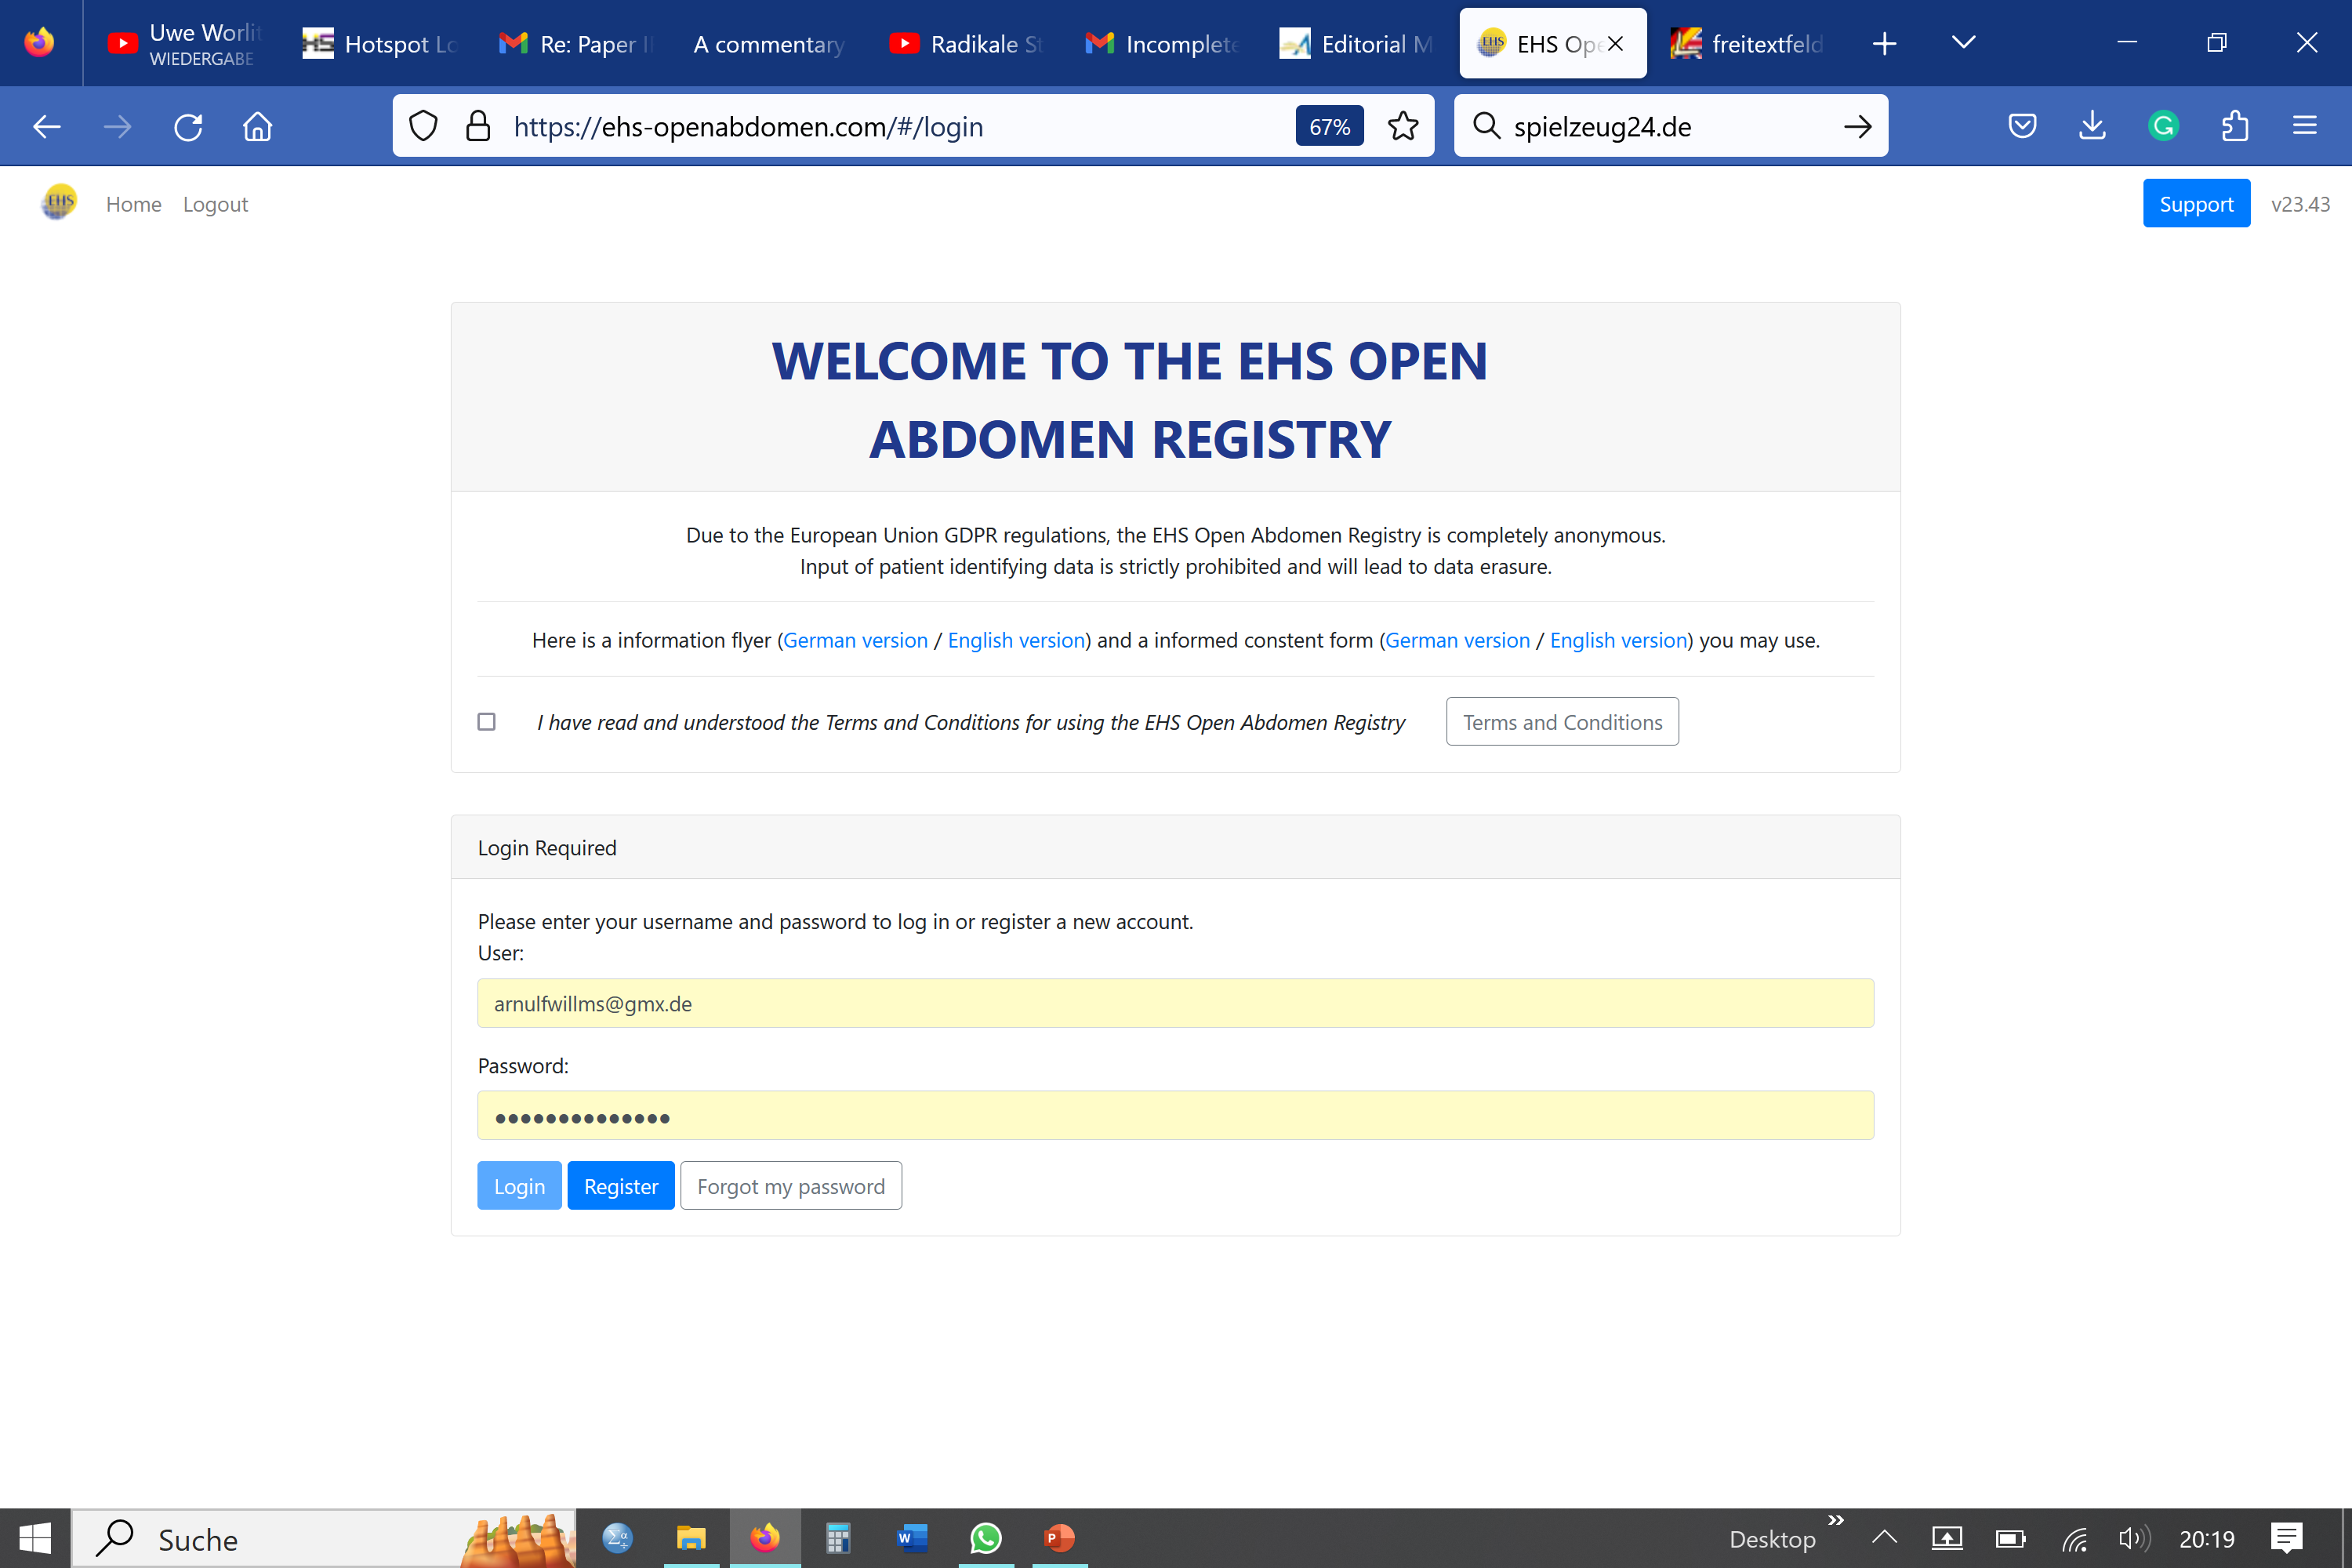 Uwe Worlit
WIEDERGABE
Hotspot Lo
Re: Paper II
A commentary
Radikale St
Incomplete
Editorial M
EHS Ope
freitextfeld
https://ehs-openabdomen.com/#/login
67%
spielzeug24.de
EHS
Home
Logout
Support
v23.43
WELCOME TO THE EHS OPEN
ABDOMEN REGISTRY
Due to the European Union GDPR regulations, the EHS Open Abdomen Registry is completely anonymous.
Input of patient identifying data is strictly prohibited and will lead to data erasure.
Here is a information flyer (German version / English version) and a informed constent form (German version / English version) you may use.
I have read and understood the Terms and Conditions for using the EHS Open Abdomen Registry
Terms and Conditions
Login Required
Please enter your username and password to log in or register a new account.
User:
arnulfwillms@gmx.de
Password:
Login
Register
Forgot my password
Suche
Desktop
20:19